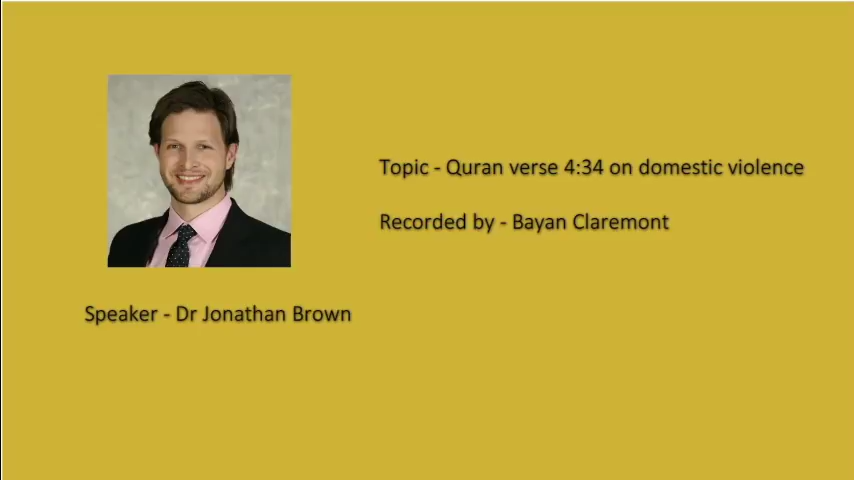 Topic - Quran verse 4:34 on domestic violence
Recorded by - Bayan Claremont
Speaker - Dr Jonathan Brown